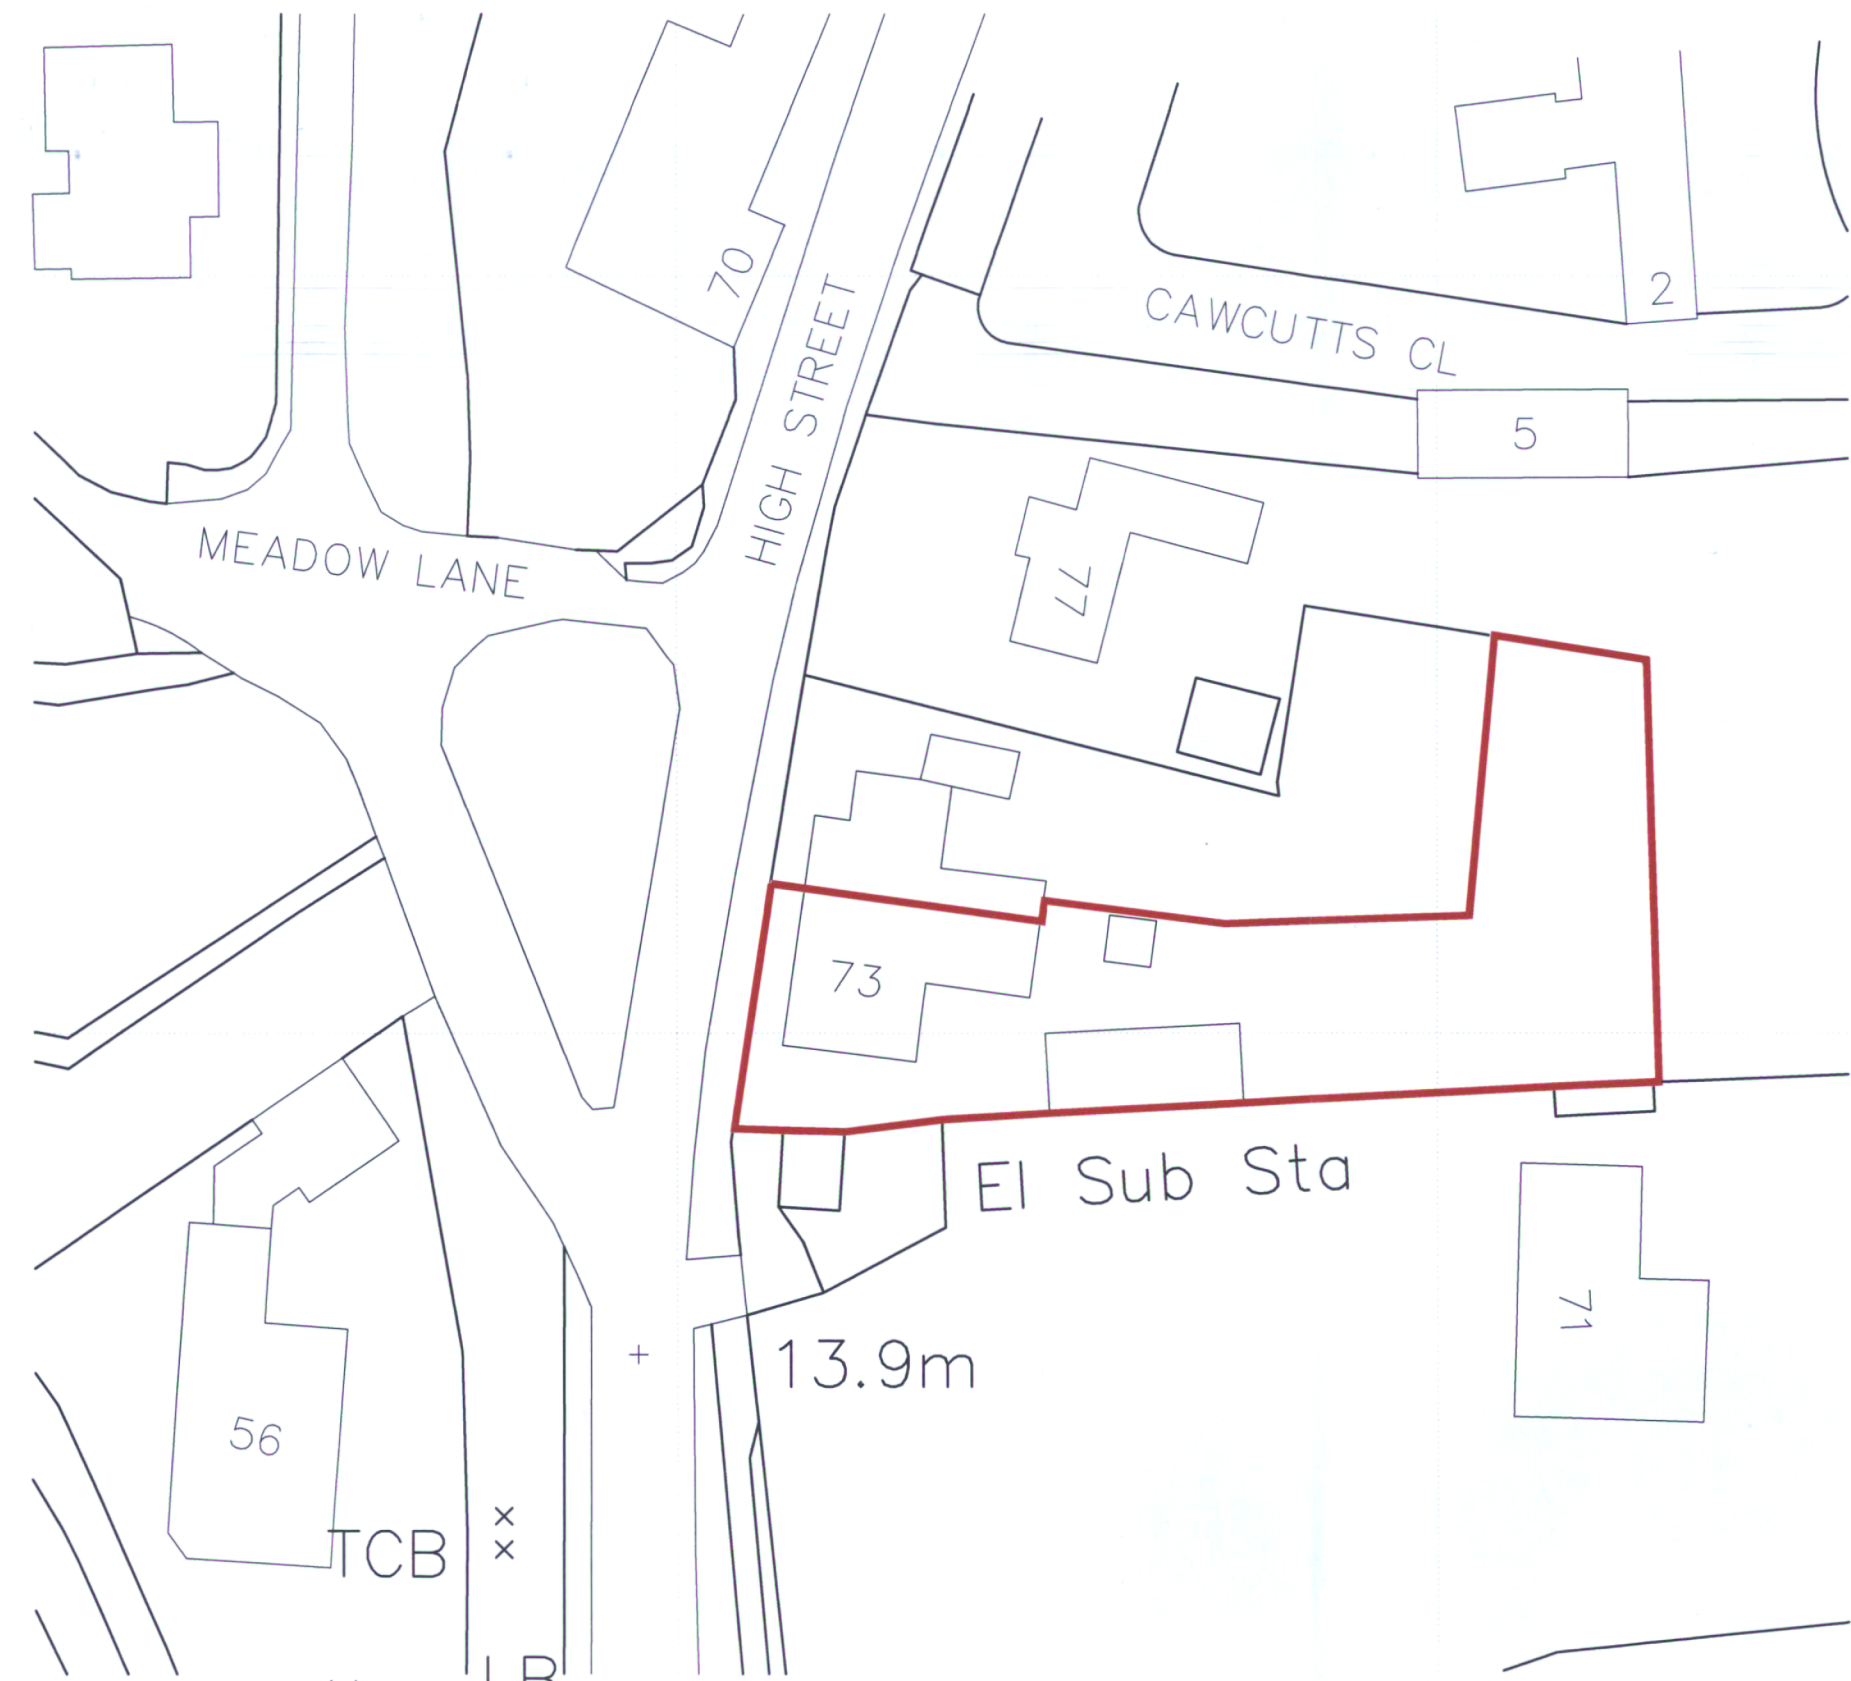 70
HIGH STREET
CAWCUTTS CL
2
5
MEADOW LANE
77
73
El Sub Sta
71
13.9m
56
TCB
LB